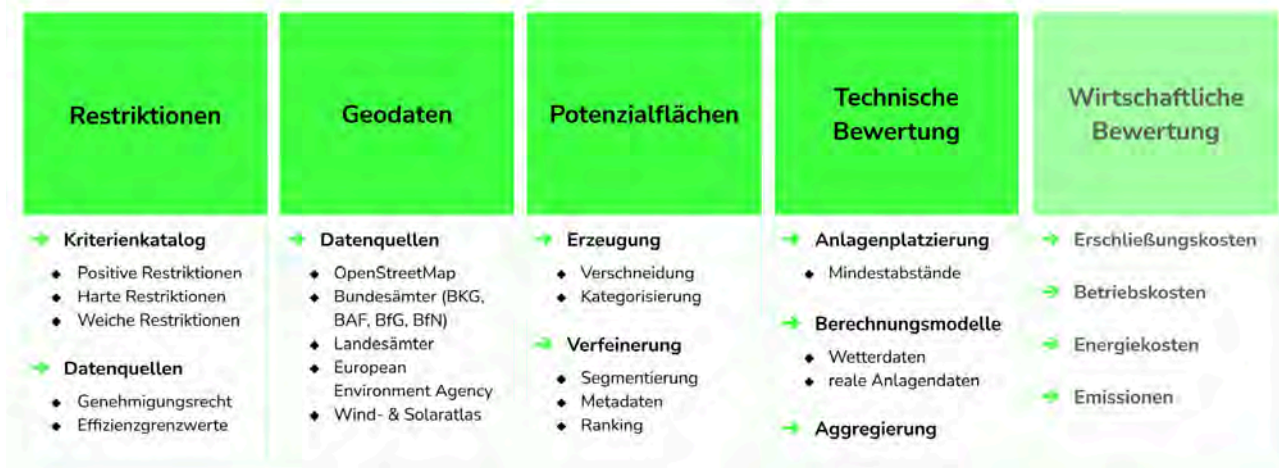 Restriktionen
Kriterienkatalog
Positive Restriktionen
Harte Restriktionen
Weiche Restriktionen
Datenquellen
Genehmigungsrecht
Effizienzgrenzwerte
Geodaten
Datenquellen
OpenStreetMap
Bundesämter (BKG,
BAF, BfG, BfN)
Landesämter
European
Environment Agency
Wind- & Solaratlas
Potenzialflächen
Erzeugung
Verschneidung
Kategorisierung
Verfeinerung
Segmentierung
Metadaten
Ranking
Technische
Bewertung
Anlagenplatzierung
Mindestabstände
Berechnungsmodelle
Wetterdaten
reale Anlagendaten
Aggregierung
Wirtschaftliche
Bewertung
Erschließungskosten
Betriebskosten
Energiekosten
Emissionen